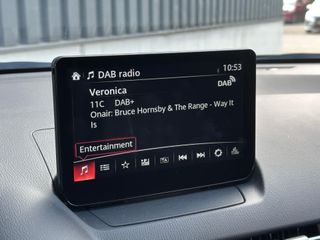 DAB radio
10:53
Veronica
DAB
11C DAB+
Onair: Bruce Hornsby & The Range - Way It
Is
Entertainment